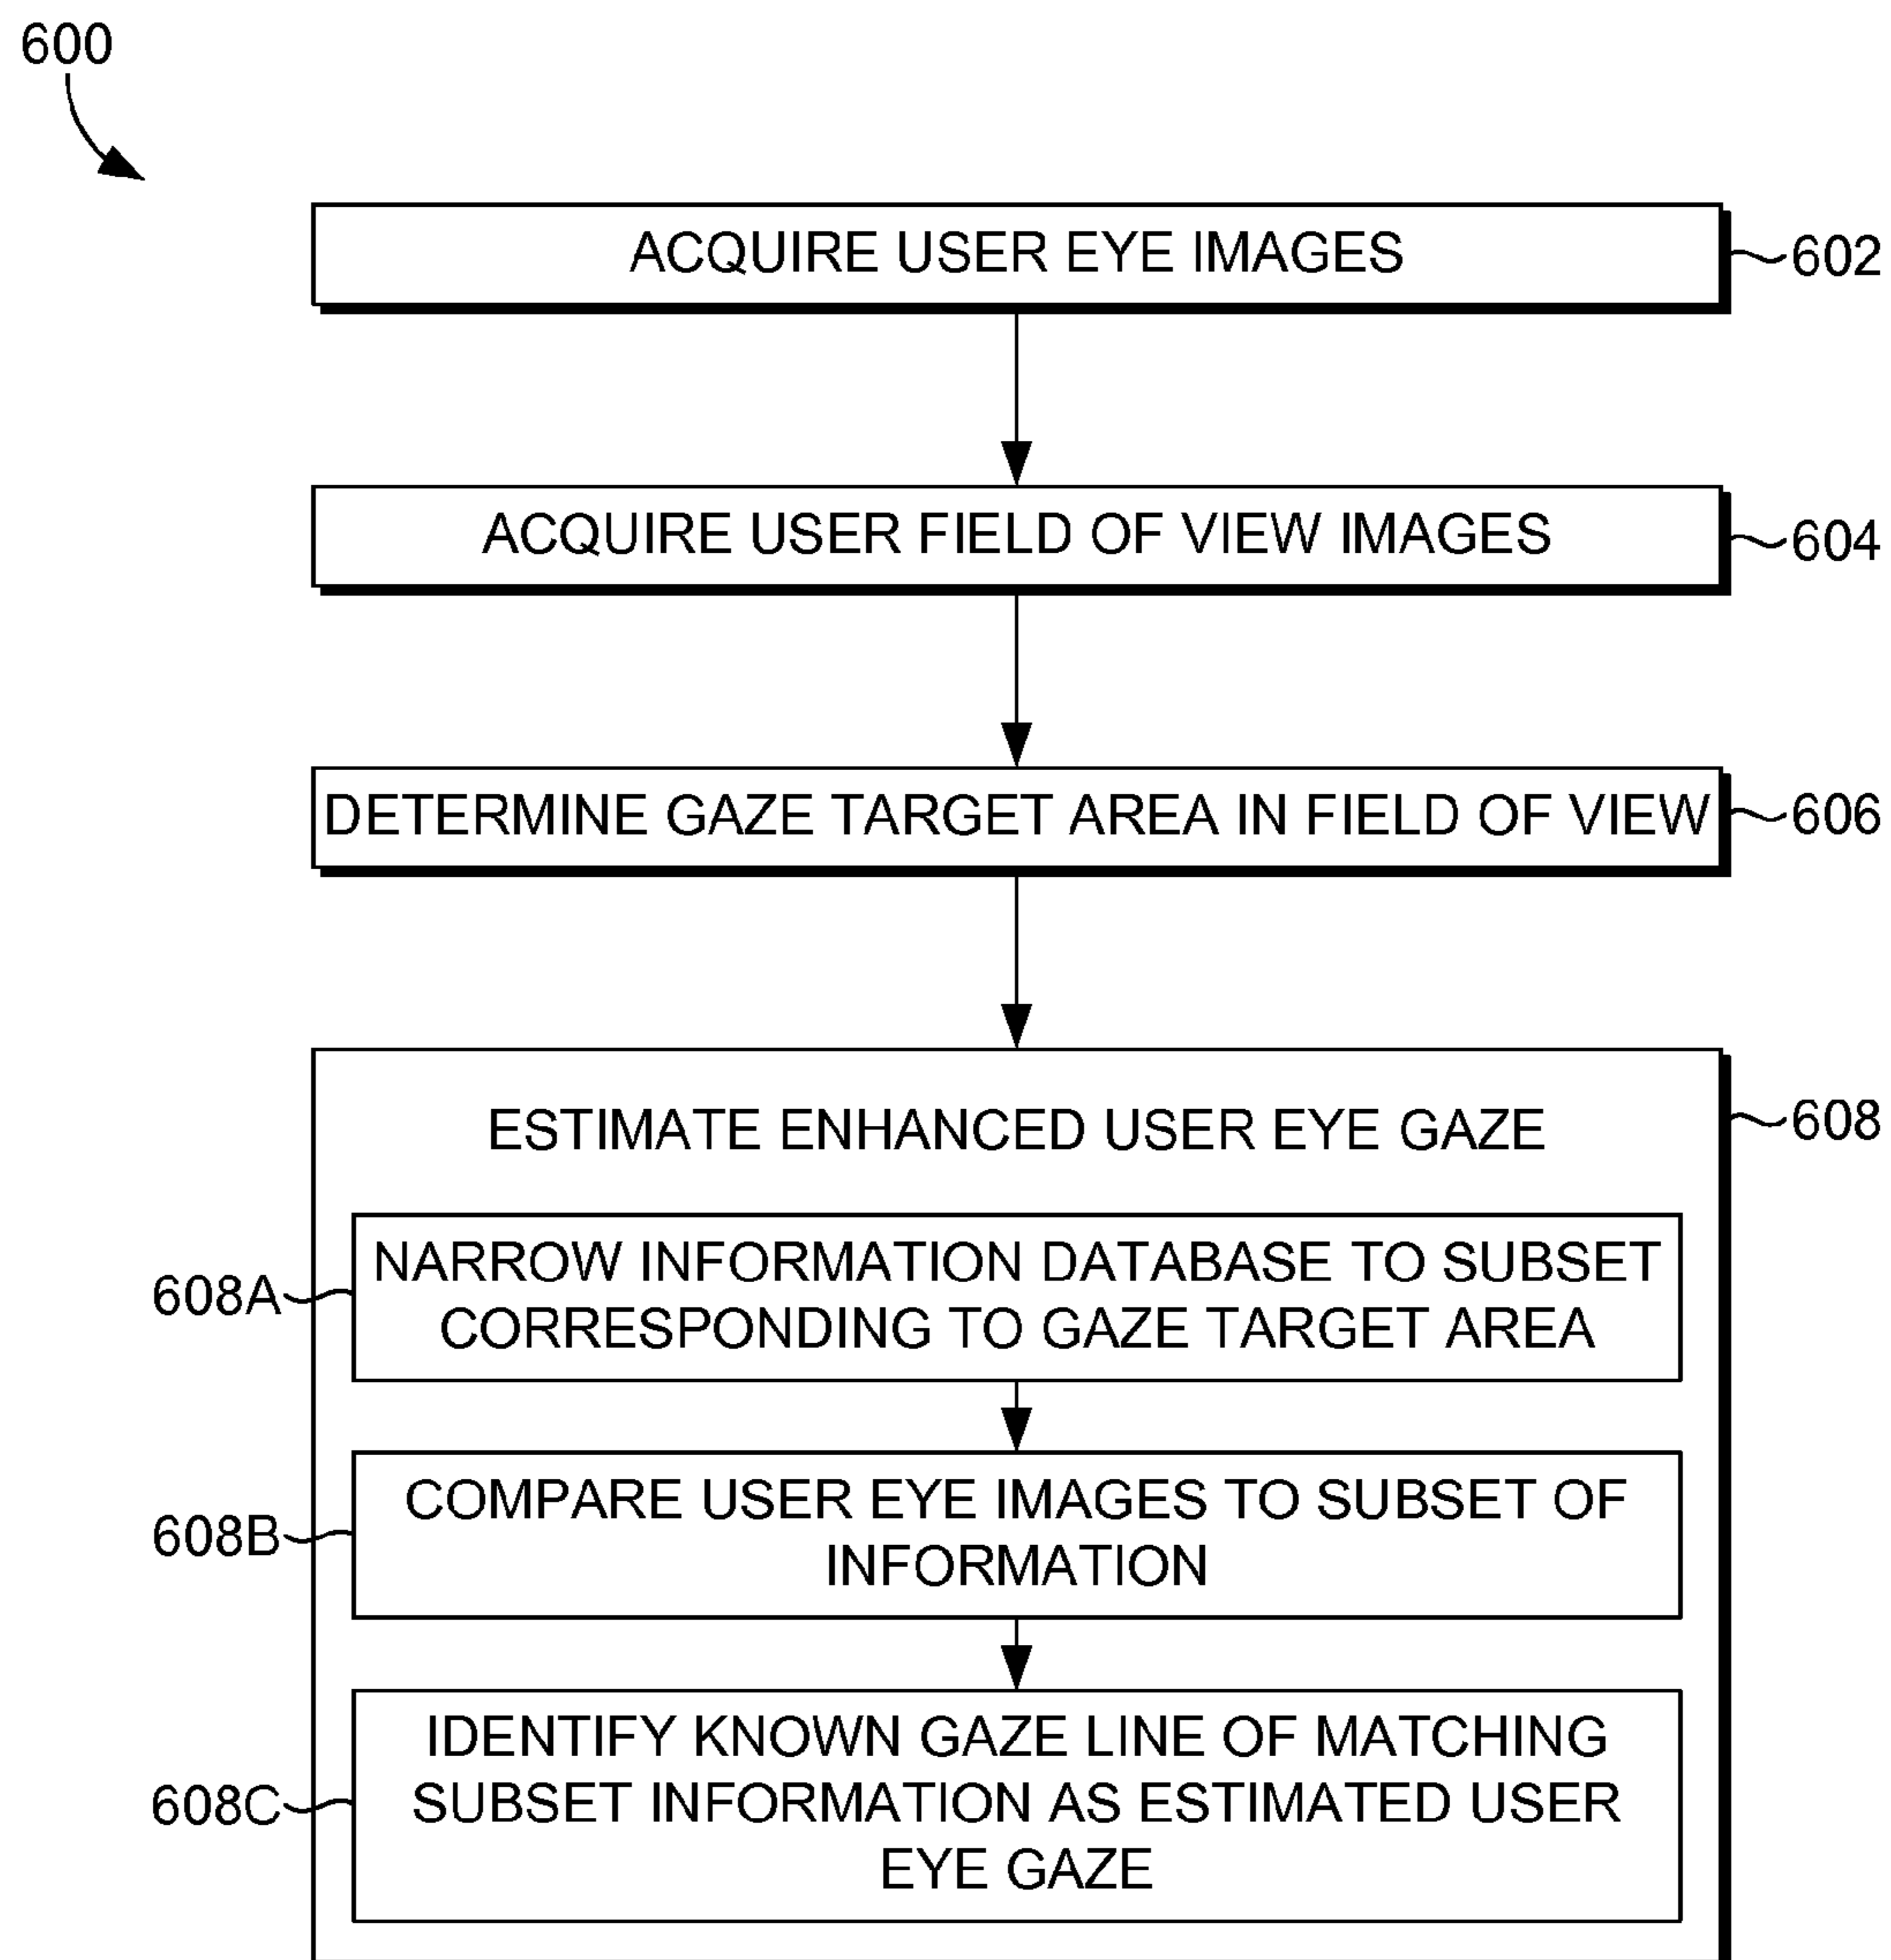 600
ACQUIRE USER EYE IMAGES
602
ACQUIRE USER FIELD OF VIEW IMAGES
604
DETERMINE GAZE TARGET AREA IN FIELD OF VIEW
606
ESTIMATE ENHANCED USER EYE GAZE
608
608A
NARROW INFORMATION DATABASE TO SUBSET
CORRESPONDING TO GAZE TARGET AREA
608B
COMPARE USER EYE IMAGES TO SUBSET OF
INFORMATION
608C
IDENTIFY KNOWN GAZE LINE OF MATCHING
SUBSET INFORMATION AS ESTIMATED USER
EYE GAZE